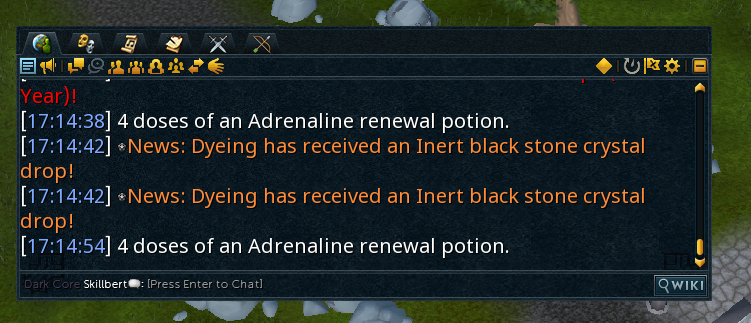 Year)!
[17:14:38] 4 doses of an Adrenaline renewal potion.
[17:14:42] News: Dyeing has received an Inert black stone crystal
drop!
[17:14:42] News: Dyeing has received an Inert black stone crystal
drop!
[17:14:54] 4 doses of an Adrenaline renewal potion.
Dark Core Skillbert: [Press Enter to Chat]
WIKI